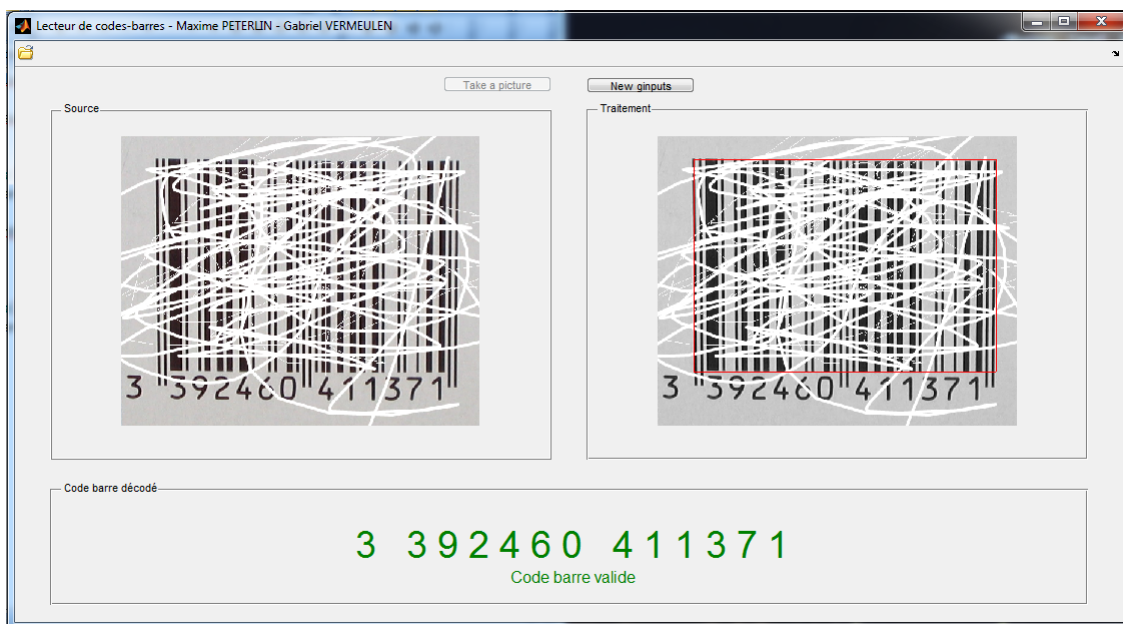 Lecteur de codes-barres - Maxime PETERLIN - Gabriel VERMEULEN
Take a picture
New ginputs
Source
Traitement
3 392460 411371
3 392460 411371
Code barre décodé
3 392460 411371
Code barre valide